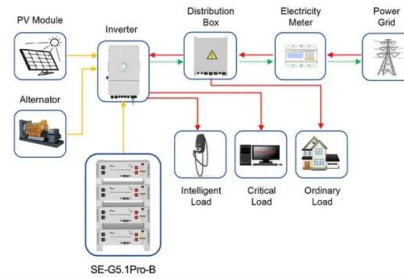 PV Module
Inverter
Distribution
Box
Electricity
Meter
Power
Grid
Alternator
Intelligent
Load
Critical
Load
Ordinary
Load
SE-G5.1Pro-B